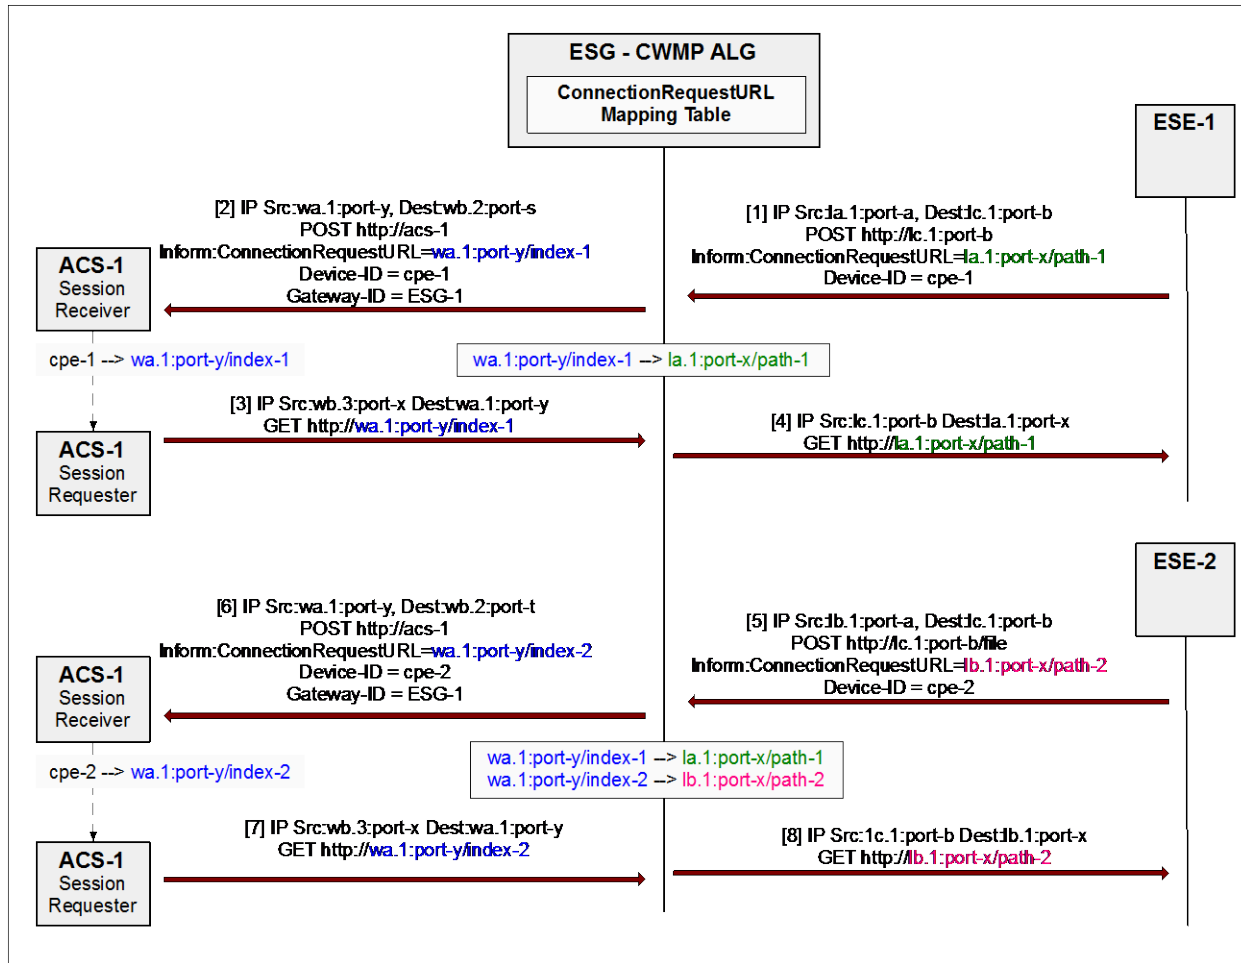 ESG - CWMP ALG
ConnectionRequestURL
Mapping Table
ESE-1
[2] IP Src:wa.1:port-y, Dest:wb.2:port-s
POST http://acs-1
Inform:ConnectionRequestURL=wa.1:port-y/index-1
Device-ID = cpe-1
Gateway-ID = ESG-1
[1] IP Src:la.1:port-a, Dest:lc.1:port-b
POST http://lc.1:port-b
Inform:ConnectionRequestURL=la.1:port-x/path-1
Device-ID = cpe-1
ACS-1
Session
Receiver
cpe-1 --> wa.1:port-y/index-1
wa.1:port-y/index-1 --> la.1:port-x/path-1
[3] IP Src:wb.3:port-x Dest:wa.1:port-y
GET http://wa.1:port-y/index-1
[4] IP Src:lc.1:port-b Dest:la.1:port-x
GET http://la.1:port-x/path-1
ACS-1
Session
Requester
ESE-2
[6] IP Src:wa.1:port-y, Dest:wb.2:port-t
POST http://acs-1
Inform:ConnectionRequestURL=wa.1:port-y/index-2
Device-ID = cpe-2
Gateway-ID = ESG-1
[5] IP Src:lb.1:port-a, Dest:lc.1:port-b
POST http://lc.1:port-b/file
Inform:ConnectionRequestURL=lb.1:port-x/path-2
Device-ID = cpe-2
ACS-1
Session
Receiver
cpe-2 --> wa.1:port-y/index-2
wa.1:port-y/index-1 --> la.1:port-x/path-1
wa.1:port-y/index-2 --> lb.1:port-x/path-2
[7] IP Src:wb.3:port-x Dest:wa.1:port-y
GET http://wa.1:port-y/index-2
[8] IP Src:1c.1:port-b Dest:lb.1:port-x
GET http://lb.1:port-x/path-2
ACS-1
Session
Requester